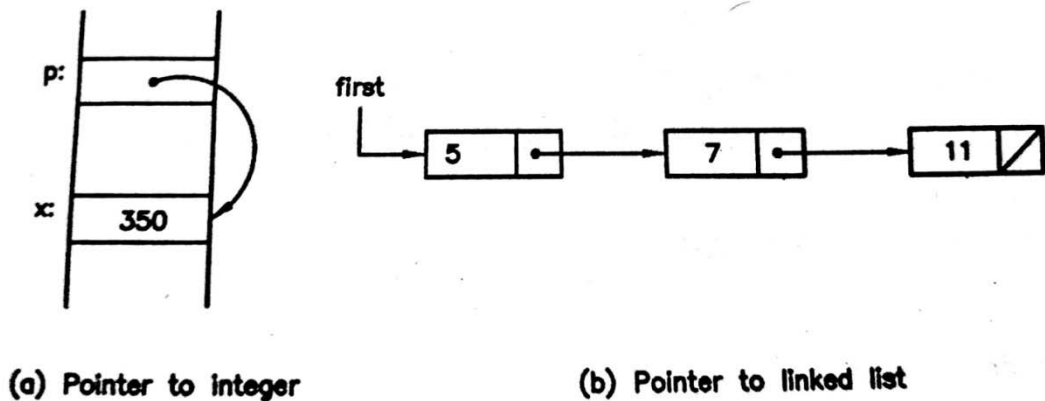 p:
x:
350
first
5
7
11
(a) Pointer to integer
(b) Pointer to linked list